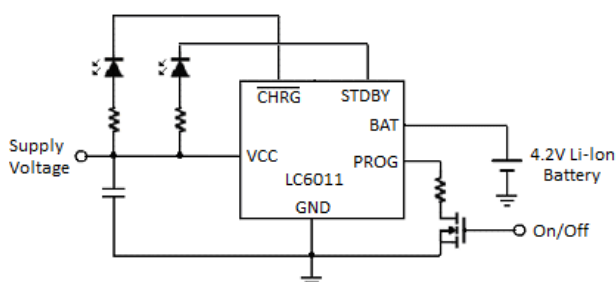 CHRG
STDBY
BAT
Supply
Voltage
VCC
PROG
4.2V Li-Ion
Battery
LC6011
GND
On/Off